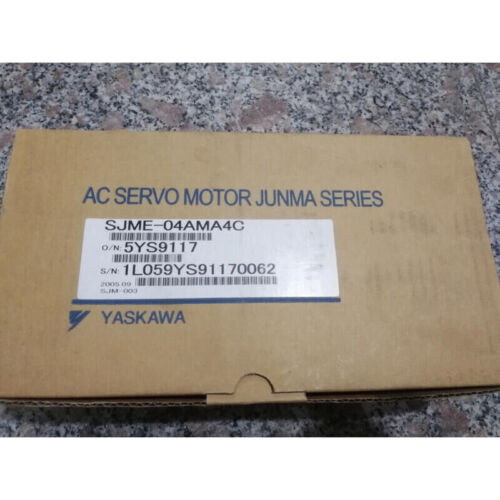 AC SERVO MOTOR JUNMA SERIES
SJME-04AMA4C
O/N: 5YS9117
S/N: 1L059YS91170062
2005.09
SJM-003
YASKAWA